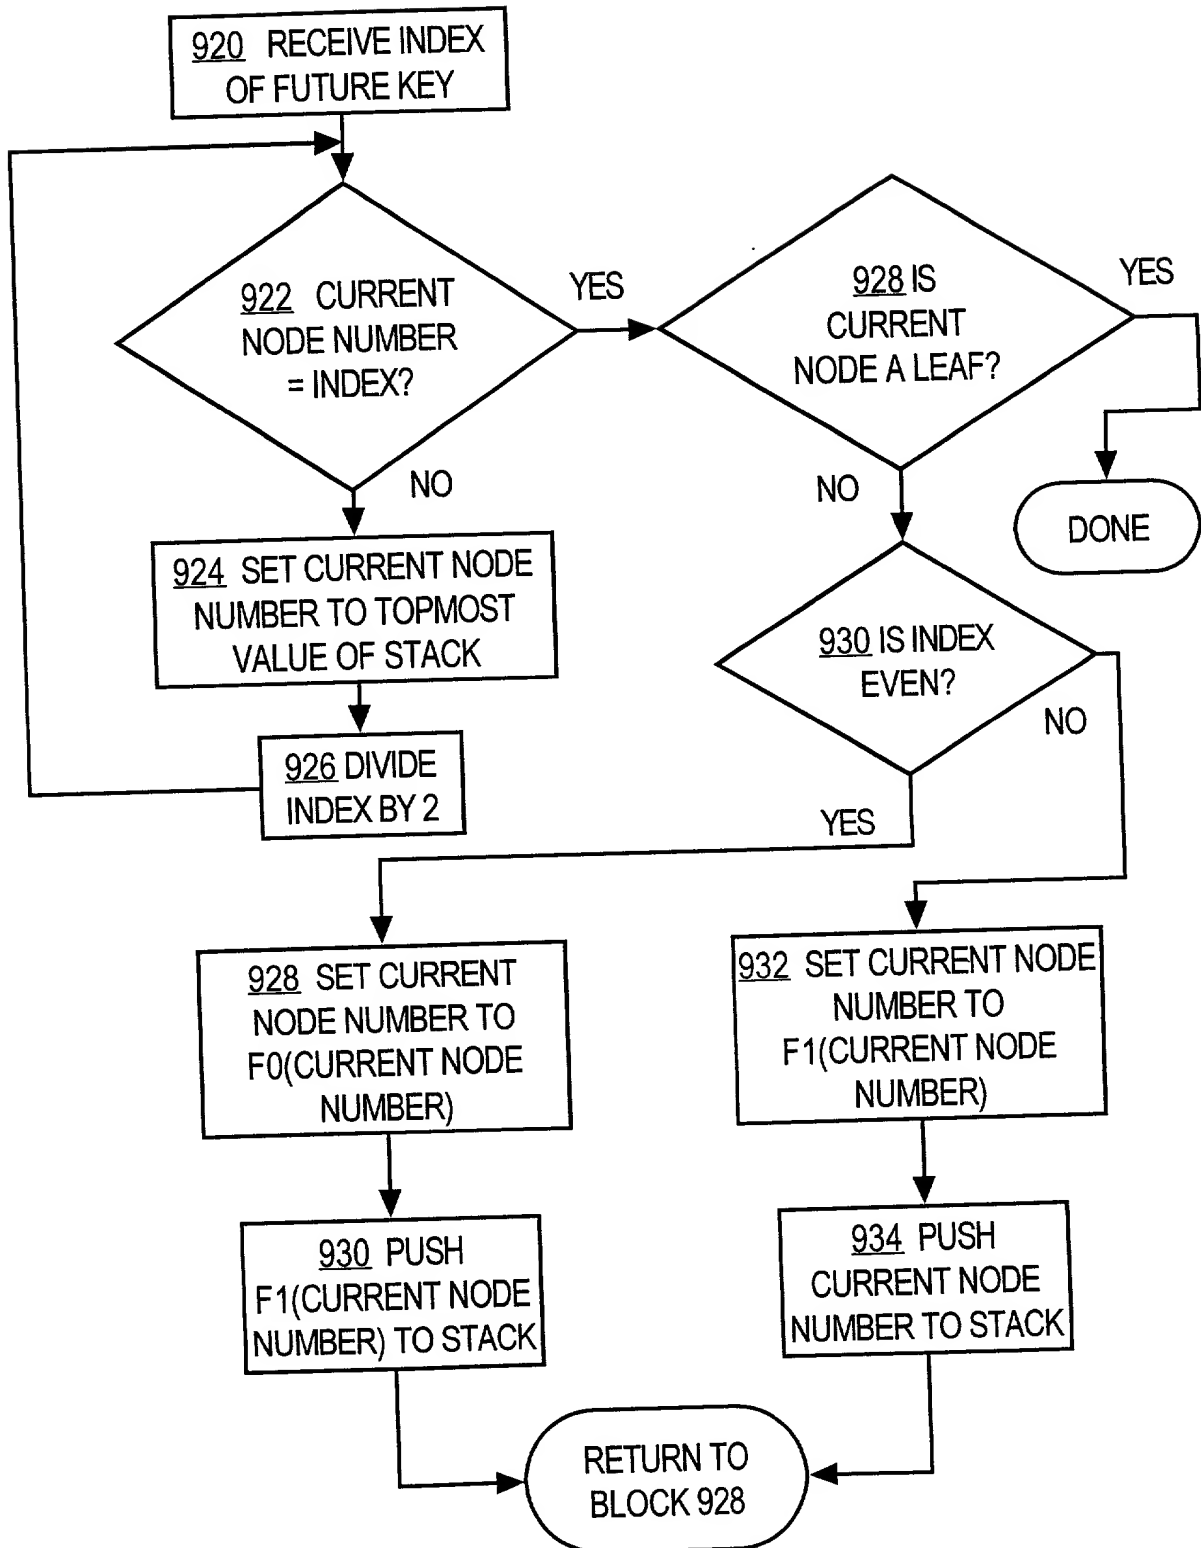 920 RECEIVE INDEX
OF FUTURE KEY
922 CURRENT
NODE NUMBER
= INDEX?
YES
928 IS
CURRENT
NODE A LEAF?
YES
NO
NO
DONE
924 SET CURRENT NODE
NUMBER TO TOPMOST
VALUE OF STACK
930 IS INDEX
EVEN?
NO
926 DIVIDE
INDEX BY 2
YES
928 SET CURRENT
NODE NUMBER TO
F0(CURRENT NODE
NUMBER)
932 SET CURRENT NODE
NUMBER TO
F1(CURRENT NODE
NUMBER)
930 PUSH
F1(CURRENT NODE
NUMBER) TO STACK
934 PUSH
CURRENT NODE
NUMBER TO STACK
RETURN TO
BLOCK 928